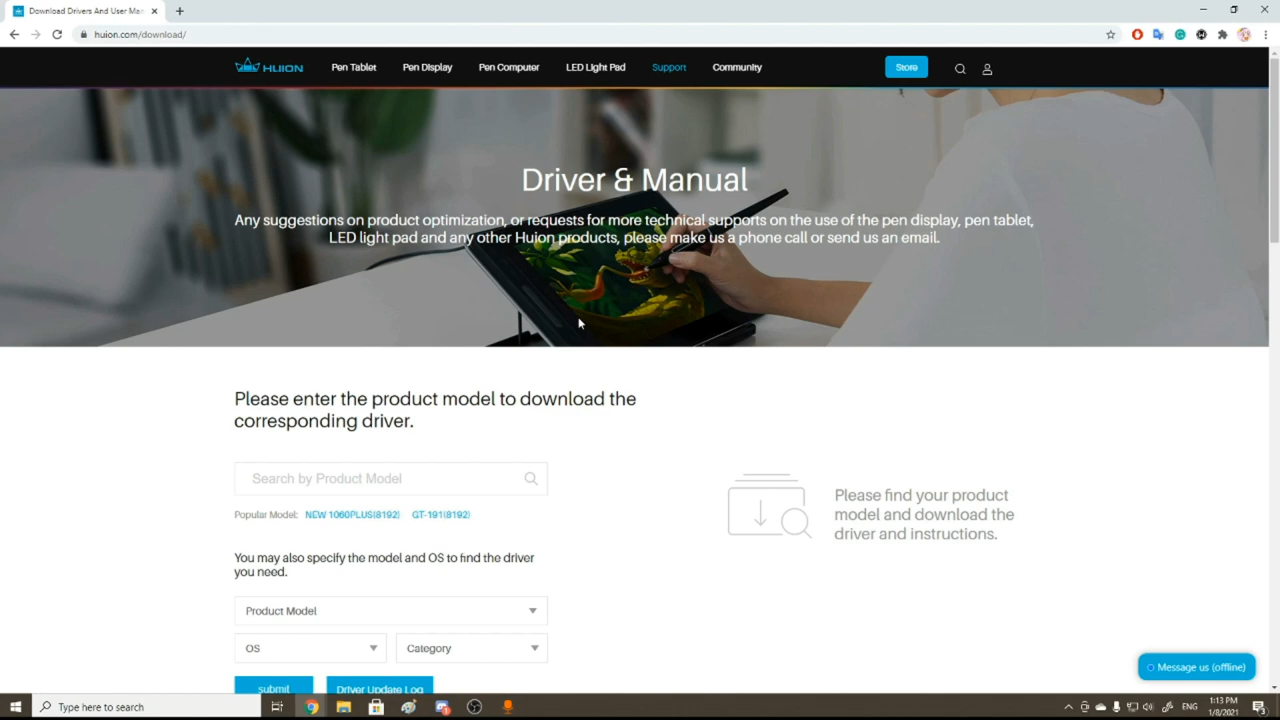 Download Drivers And User Man
huion.com/download/
HUION
Pen Tablet
Pen Display
Pen Computer
LED Light Pad
Support
Community
Store
Driver & Manual
Any suggestions on product optimization, or requests for more technical supports on the use of the pen display, pen tablet,
LED light pad and any other Huion products, please make us a phone call or send us an email.
Please enter the product model to download the
corresponding driver.
Search by Product Model
Popular Model: NEW 1060PLUS(8192) GT-191(8192)
You may also specify the model and OS to find the driver
you need.
Product Model
OS
Category
submit
Driver Update Log
Please find your product
model and download the
driver and instructions.
Message us (offline)
Type here to search
ENG
1:13 PM
1/8/2021
3